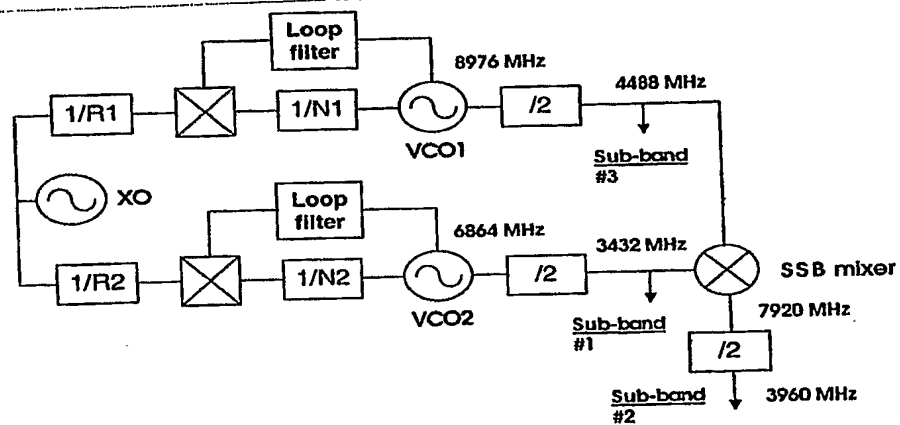 Loop
filter
8976 MHz
4488 MHz
1/R1
1/N1
/2
VCO1
Sub-band
#3
XO
Loop
filter
6864 MHz
3432 MHz
1/R2
1/N2
/2
SSB mixer
VCO2
Sub-band
#1
7920 MHz
/2
Sub-band
#2
3960 MHz